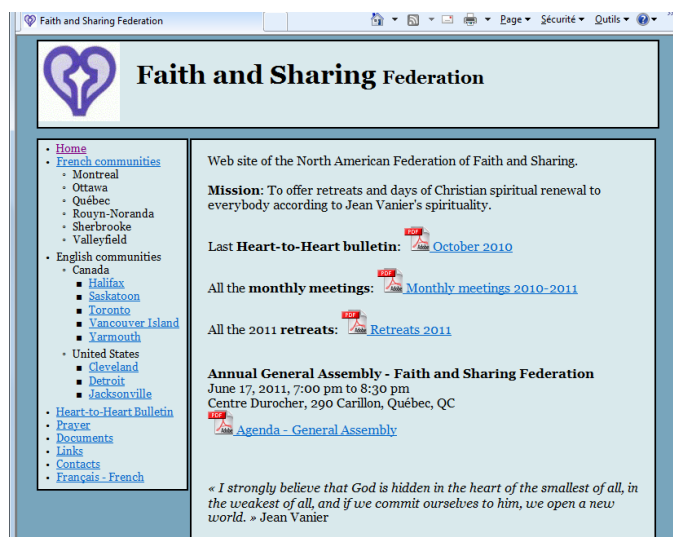 Faith and Sharing Federation
Page Sécurité Outils
Faith and Sharing Federation
Home
French communities
Montreal
Ottawa
Québec
Rouyn-Noranda
Sherbrooke
Valleyfield
English communities
Canada
Halifax
Saskatoon
Toronto
Vancouver Island
Yarmouth
United States
Cleveland
Detroit
Jacksonville
Heart-to-Heart Bulletin
Prayer
Documents
Links
Contacts
Français - French
Web site of the North American Federation of Faith and Sharing.
Mission: To offer retreats and days of Christian spiritual renewal to
everybody according to Jean Vanier's spirituality.
Last Heart-to-Heart bulletin: PDF Adobe October 2010
All the monthly meetings: PDF Adobe Monthly meetings 2010-2011
All the 2011 retreats: PDF Adobe Retreats 2011
Annual General Assembly - Faith and Sharing Federation
June 17, 2011, 7:00 pm to 8:30 pm
Centre Durocher, 290 Carillon, Québec, QC
PDF Adobe Agenda - General Assembly
« I strongly believe that God is hidden in the heart of the smallest of all, in
the weakest of all, and if we commit ourselves to him, we open a new
world. » Jean Vanier